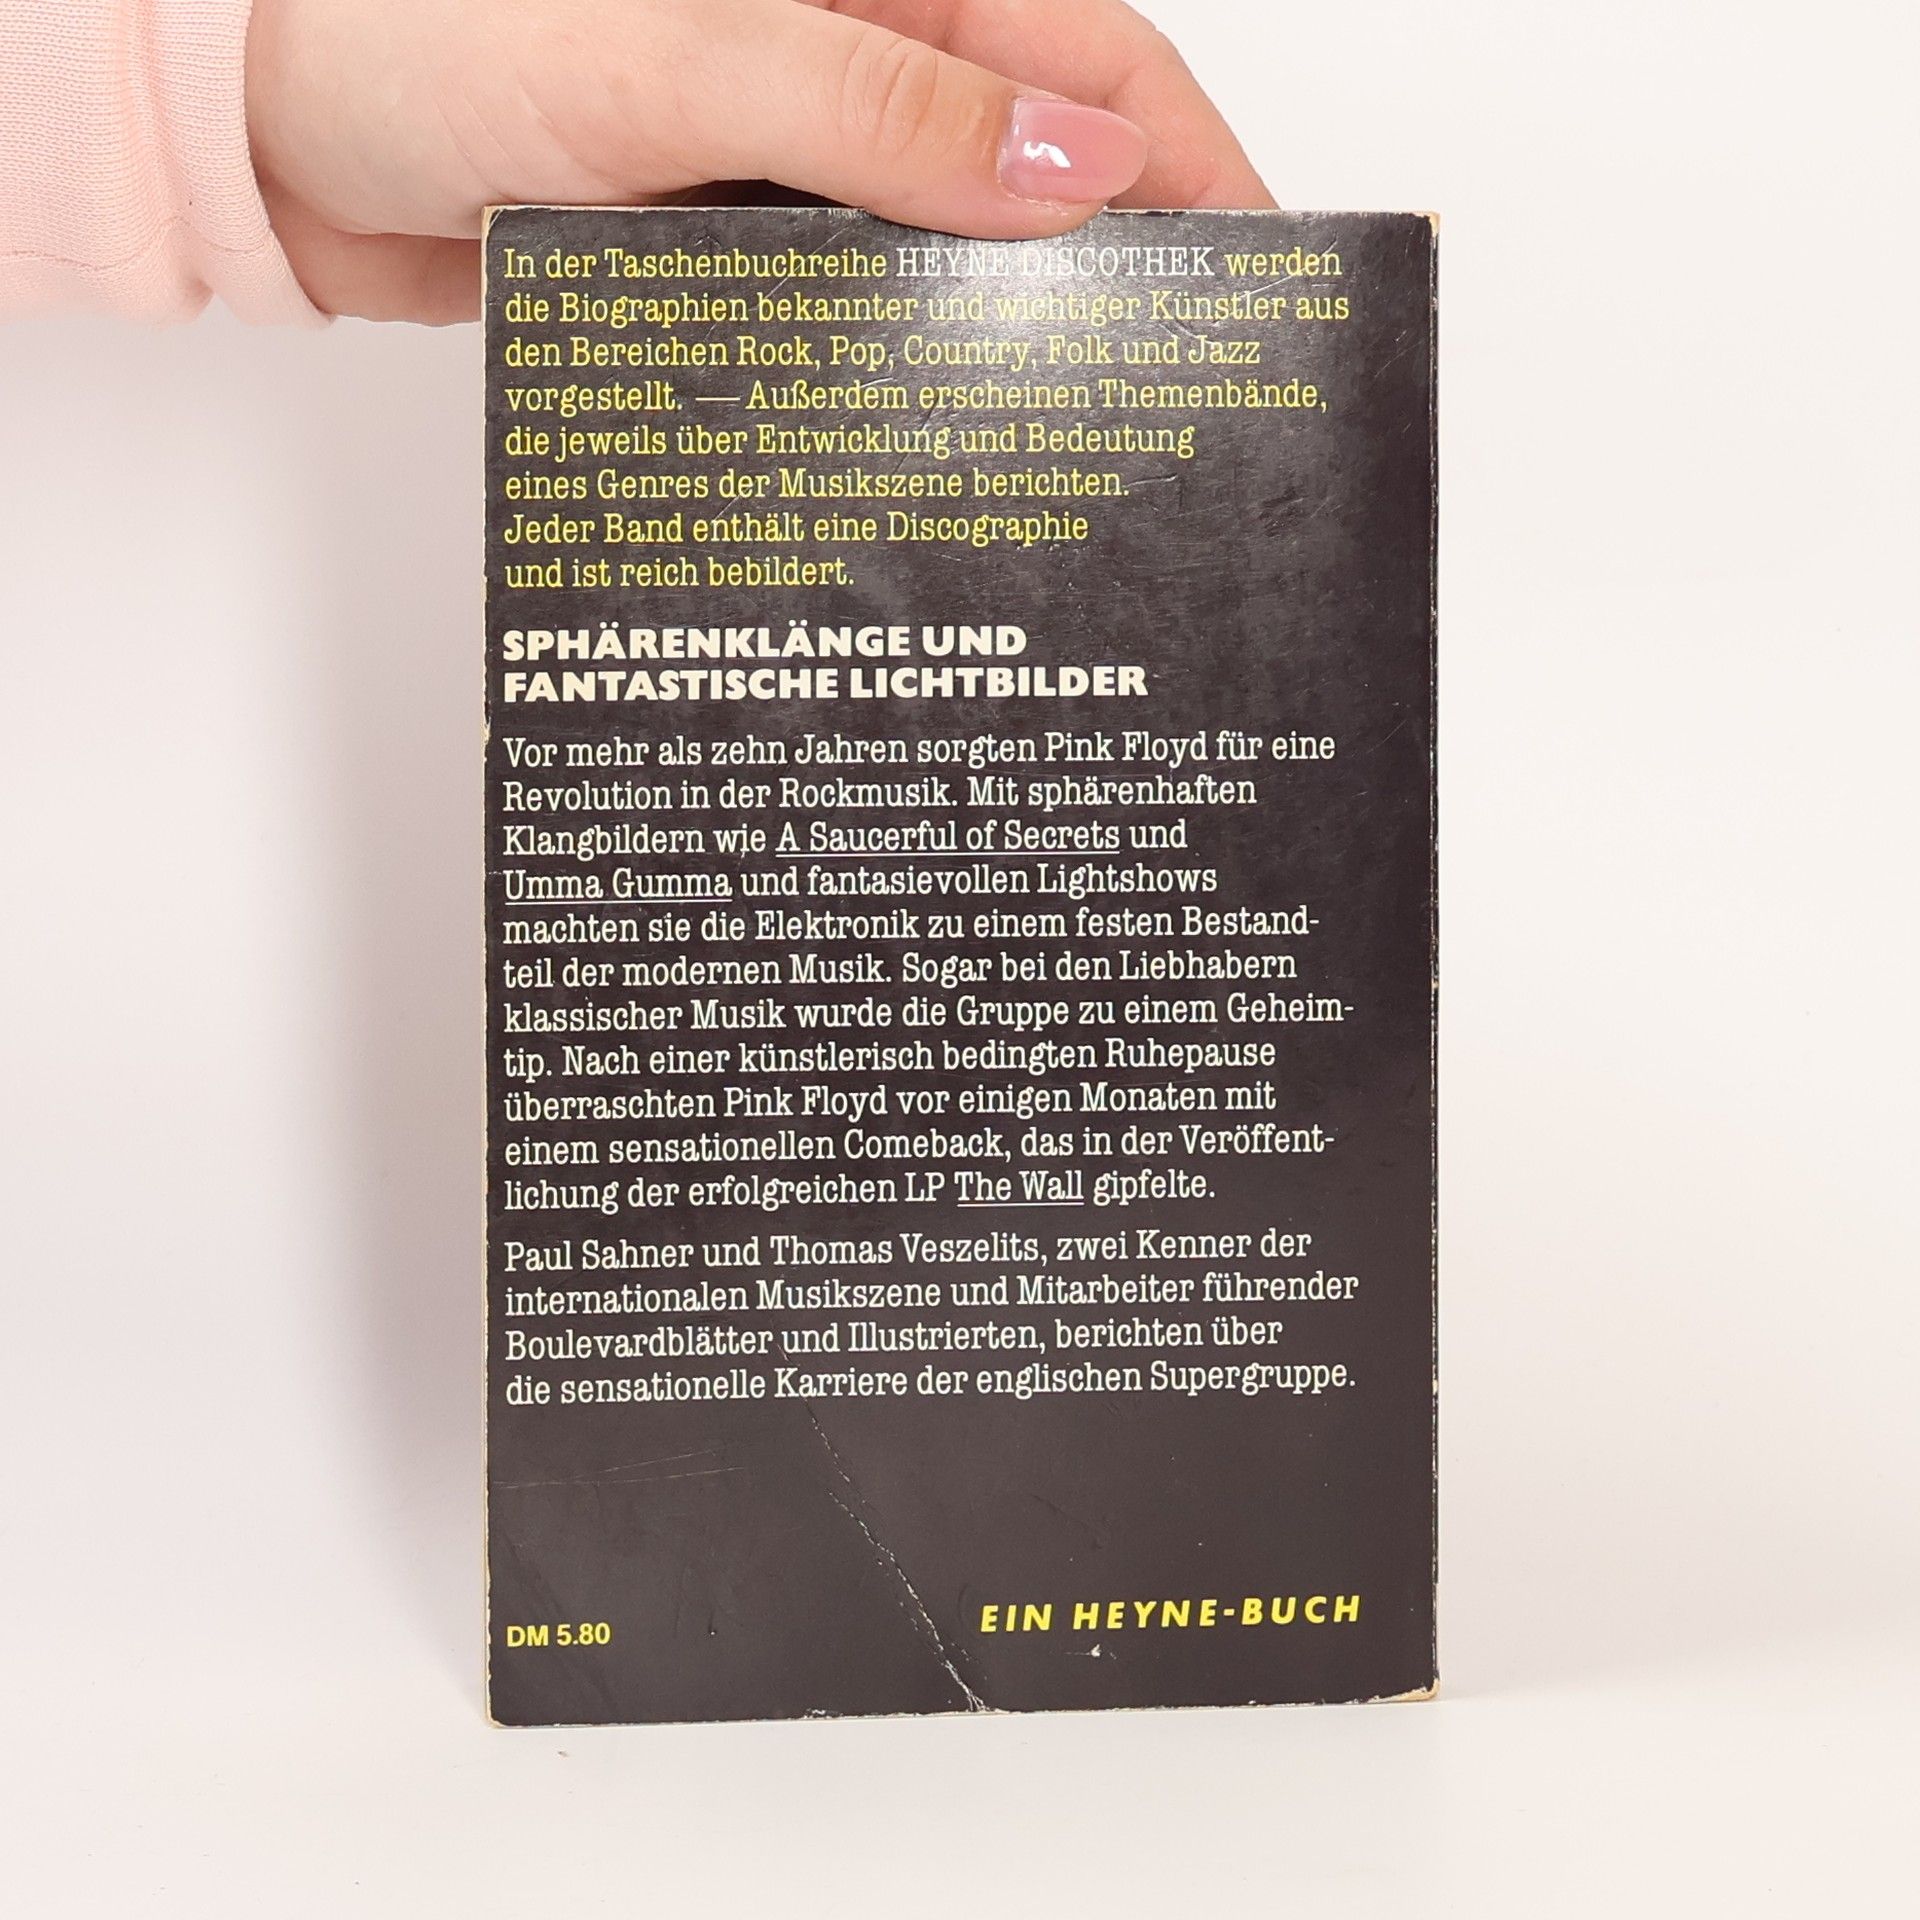 In der Taschenbuchreihe HEYNE DISCOTHEK werden
die Biographien bekannter und wichtiger Künstler aus
den Bereichen Rock, Pop, Country, Folk und Jazz
vorgestellt. — Außerdem erscheinen Themenbände,
die jeweils über Entwicklung und Bedeutung
eines Genres der Musikszene berichten.
Jeder Band enthält eine Discographie
und ist reich bebildert.
SPHÄRENKLÄNGE UND
FANTASTISCHE LICHTBILDER
Vor mehr als zehn Jahren sorgten Pink Floyd für eine
Revolution in der Rockmusik. Mit sphärenhaften
Klangbildern wie A Saucerful of Secrets und
Umma Gumma und fantasievollen Lightshows
machten sie die Elektronik zu einem festen Bestand-
teil der modernen Musik. Sogar bei den Liebhabern
klassischer Musik wurde die Gruppe zu einem Geheim-
tip. Nach einer künstlerisch bedingten Ruhepause
überraschten Pink Floyd vor einigen Monaten mit
einem sensationellen Comeback, das in der Veröffent-
lichung der erfolgreichen LP The Wall gipfelte.
Paul Sahner und Thomas Veszelits, zwei Kenner der
internationalen Musikszene und Mitarbeiter führender
Boulevardblätter und Illustrierten, berichten über
die sensationelle Karriere der englischen Supergruppe.
DM 5.80
EIN HEYNE-BUCH